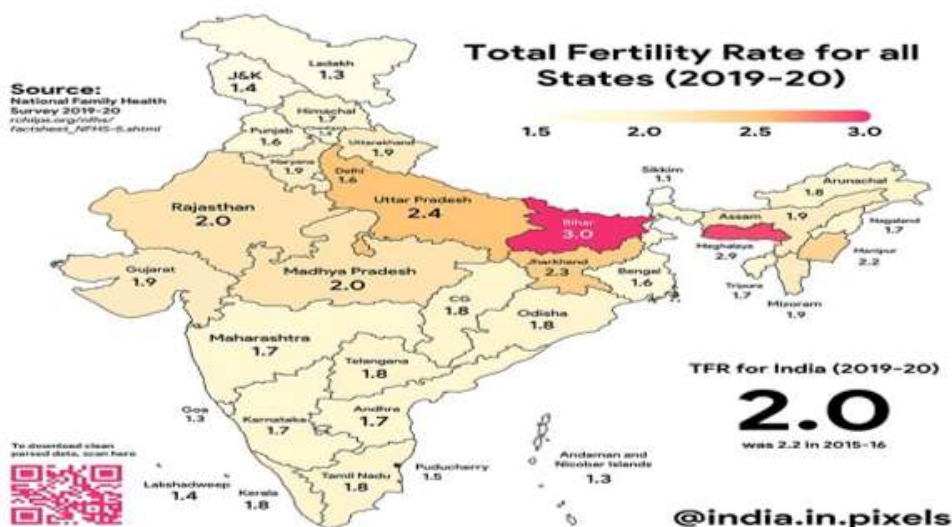 Total Fertility Rate for all
States (2019-20)
1.5 2.0 2.5 3.0
Source:
National Family Health
Survey 2019-20
rchiips.org/nfhs/
factsheet_NFHS-5.shtml
Ladakh
1.3
J&K
1.4
Himachal
1.7
Punjab
1.6
Uttarakhand
1.9
Haryana
1.9
Delhi
1.6
Rajasthan
2.0
Uttar Pradesh
2.4
Bihar
3.0
Sikkim
1.1
Arunachal
1.8
Assam
1.9
Nagaland
1.7
Meghalaya
2.9
Manipur
2.2
Tripura
1.7
Mizoram
1.9
Gujarat
1.9
Madhya Pradesh
2.0
Jharkhand
2.3
Bengal
1.6
CG
1.8
Odisha
1.8
Maharashtra
1.7
Telangana
1.8
Goa
1.3
Karnataka
1.7
Andhra
1.7
TFR for India (2019-20)
2.0
was 2.2 in 2015-16
To download clean
parsed data, scan here
Lakshadweep
1.4
Kerala
1.8
Tamil Nadu
1.8
Puducherry
1.5
Andaman and
Nicobar Islands
1.3
@india.in.pixels